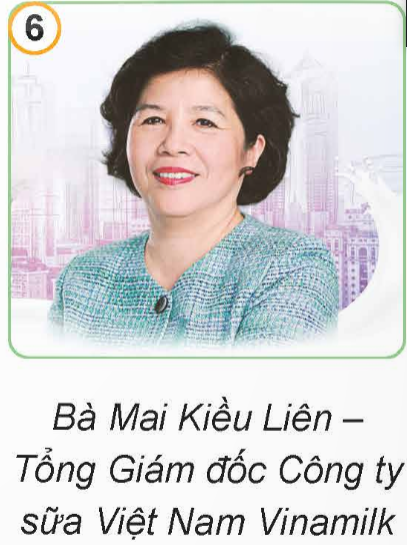 6
Bà Mai Kiều Liên –
Tổng Giám đốc Công ty
sữa Việt Nam Vinamilk